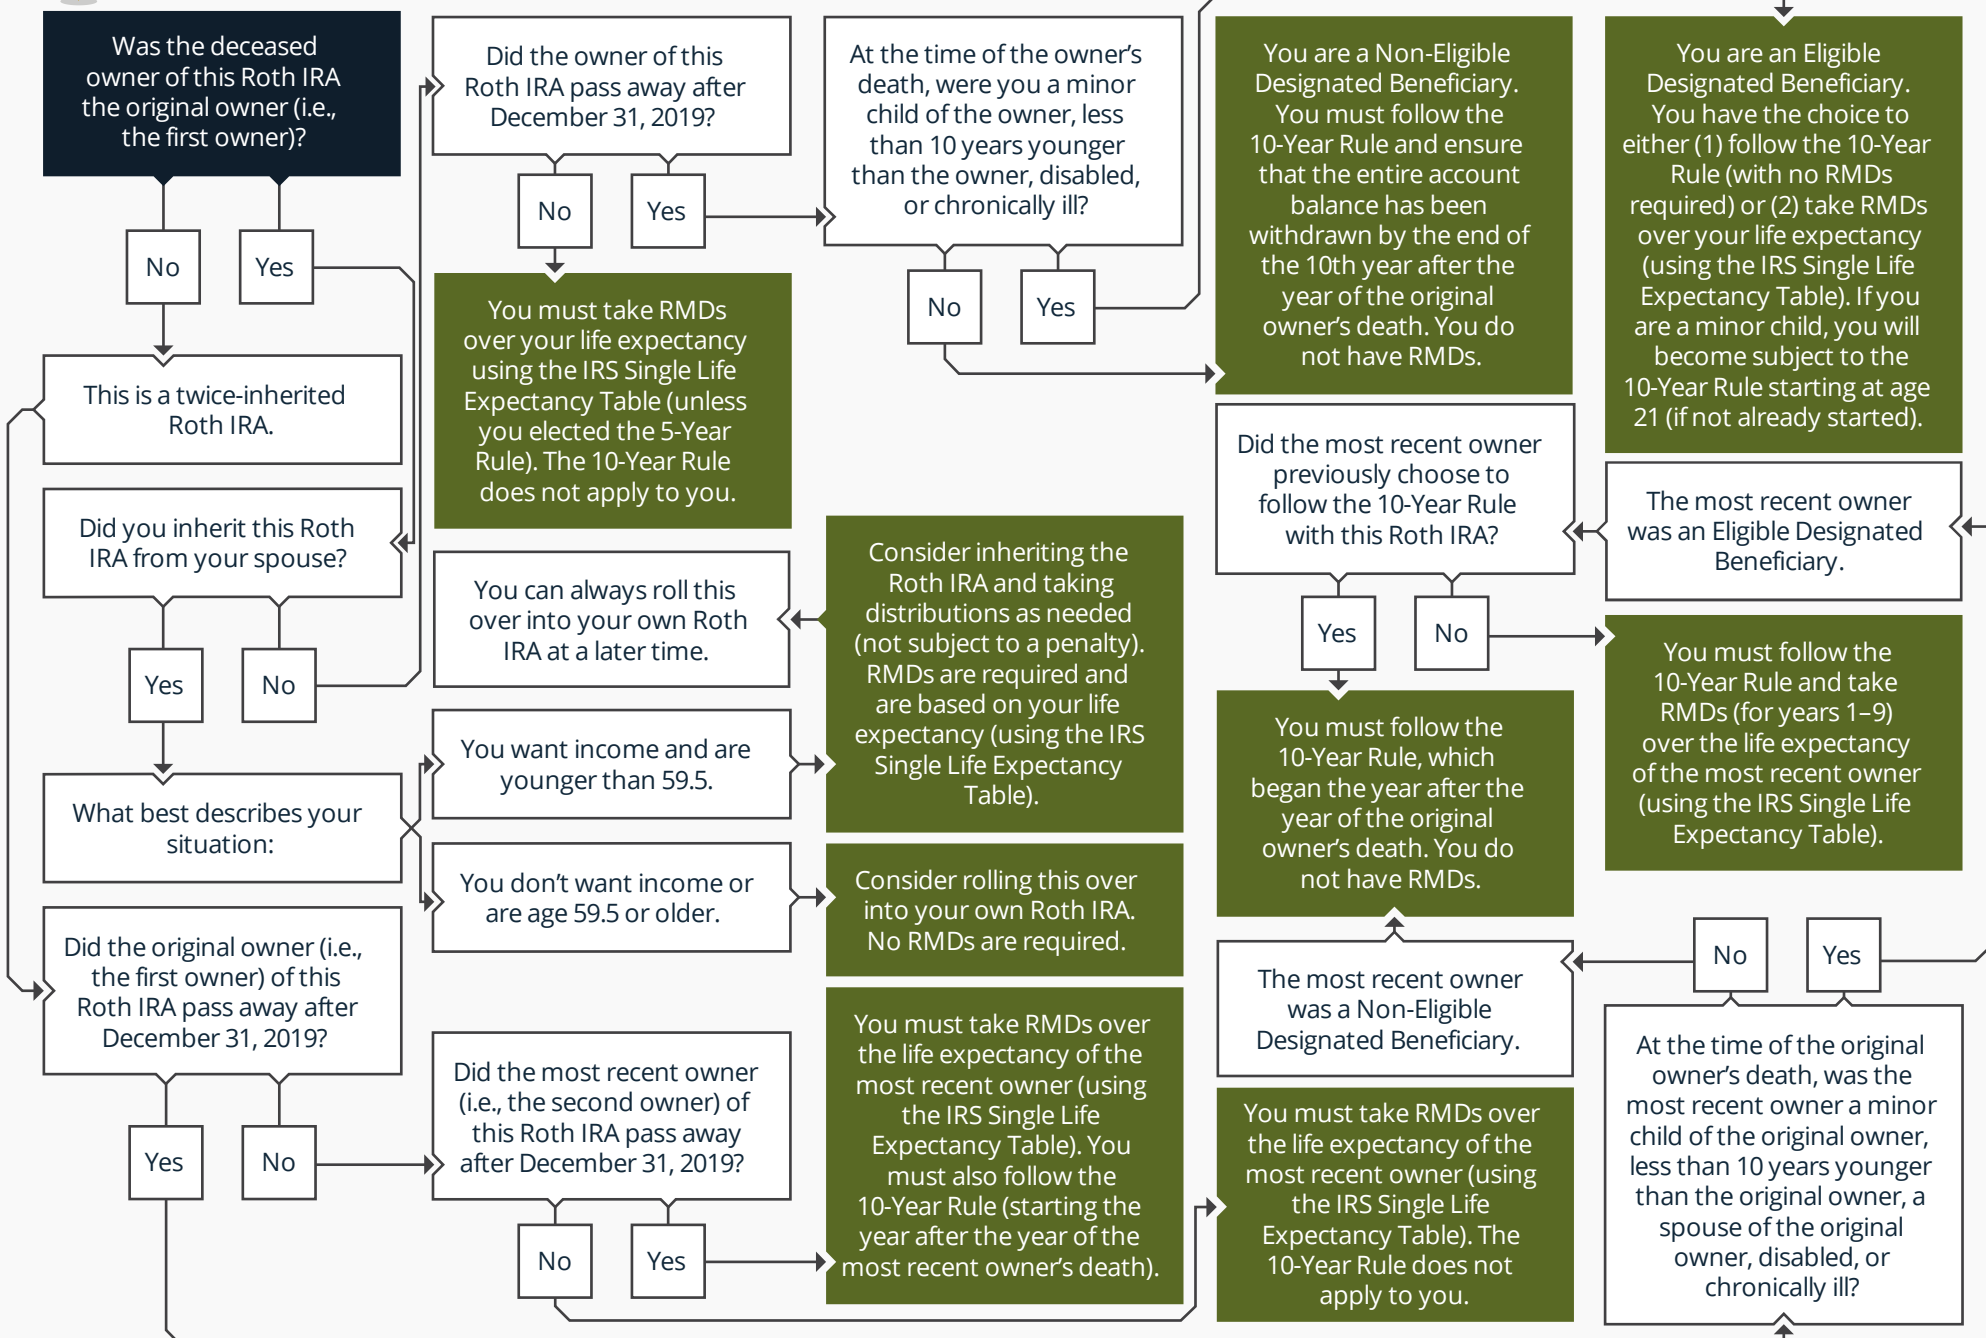 Was the deceased
owner of this Roth IRA
the original owner (i.e.,
the first owner)?
No
Yes
This is a twice-inherited
Roth IRA.
Did you inherit this Roth
IRA from your spouse?
Yes
No
What best describes your
situation:
Did the original owner (i.e.,
the first owner) of this
Roth IRA pass away after
December 31, 2019?
Yes
No
Did the owner of this
Roth IRA pass away after
December 31, 2019?
No
Yes
You must take RMDs
over your life expectancy
using the IRS Single Life
Expectancy Table (unless
you elected the 5-Year
Rule). The 10-Year Rule
does not apply to you.
You can always roll this
over into your own Roth
IRA at a later time.
You want income and are
younger than 59.5.
You don't want income or
are age 59.5 or older.
Did the most recent owner
(i.e., the second owner) of
this Roth IRA pass away
after December 31, 2019?
No
Yes
At the time of the owner's
death, were you a minor
child of the owner, less
than 10 years younger
than the owner, disabled,
or chronically ill?
No
Yes
Consider inheriting the
Roth IRA and taking
distributions as needed
(not subject to a penalty).
RMDs are required and
are based on your life
expectancy (using the IRS
Single Life Expectancy
Table).
Consider rolling this over
into your own Roth IRA.
No RMDs are required.
You must take RMDs over
the life expectancy of the
most recent owner (using
the IRS Single Life
Expectancy Table). You
must also follow the
10-Year Rule (starting the
year after the year of the
most recent owner's death).
You are a Non-Eligible
Designated Beneficiary.
You must follow the
10-Year Rule and ensure
that the entire account
balance has been
withdrawn by the end of
the 10th year after the
year of the original
owner's death. You do
not have RMDs.
Did the most recent owner
previously choose to
follow the 10-Year Rule
with this Roth IRA?
Yes
No
You must follow the
10-Year Rule, which
began the year after the
year of the original
owner's death. You do
not have RMDs.
The most recent owner
was a Non-Eligible
Designated Beneficiary.
You must take RMDs over
the life expectancy of the
most recent owner (using
the IRS Single Life
Expectancy Table). The
10-Year Rule does not
apply to you.
You are an Eligible
Designated Beneficiary.
You have the choice to
either (1) follow the 10-Year
Rule (with no RMDs
required) or (2) take RMDs
over your life expectancy
(using the IRS Single Life
Expectancy Table). If you
are a minor child, you will
become subject to the
10-Year Rule starting at age
21 (if not already started).
The most recent owner
was an Eligible Designated
Beneficiary.
You must follow the
10-Year Rule and take
RMDs (for years 1–9)
over the life expectancy
of the most recent owner
(using the IRS Single Life
Expectancy Table).
No
Yes
At the time of the original
owner's death, was the
most recent owner a minor
child of the original owner,
less than 10 years younger
than the original owner, a
spouse of the original
owner, disabled, or
chronically ill?